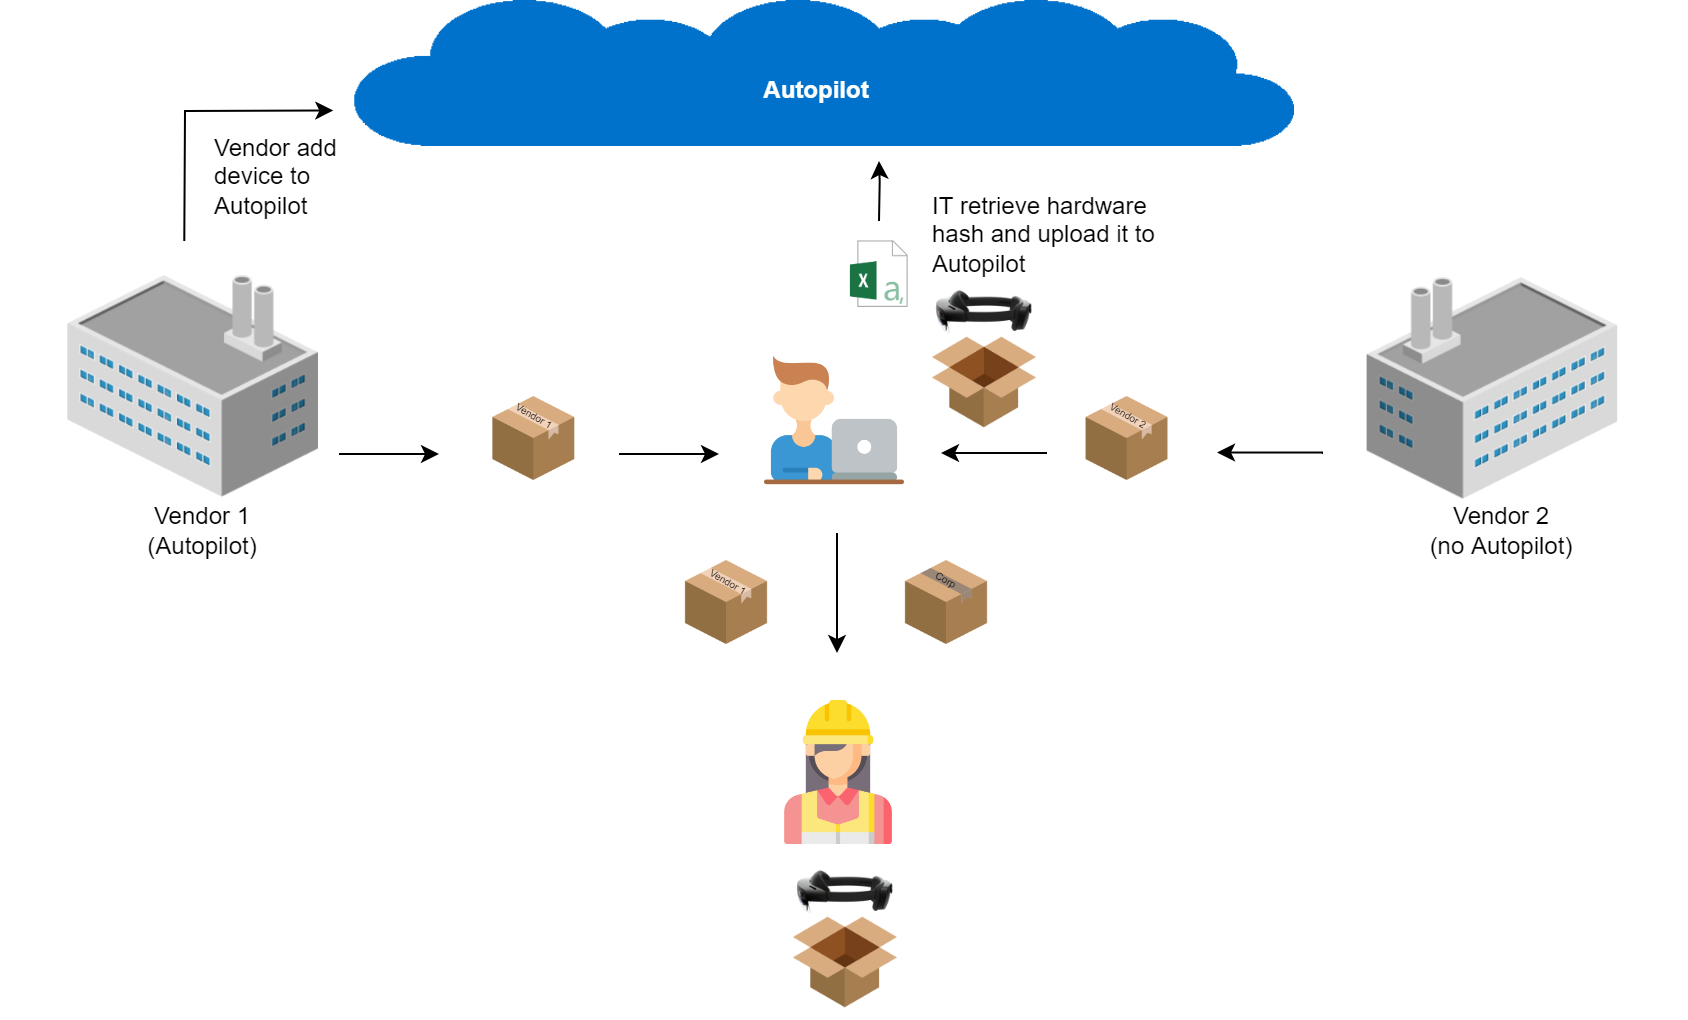 Autopilot
Vendor add
device to
Autopilot
IT retrieve hardware
hash and upload it to
Autopilot
X
a,
Vendor 1
Vendor 2
Vendor 1
(Autopilot)
Vendor 2
(no Autopilot)
Vendor 1
Corp